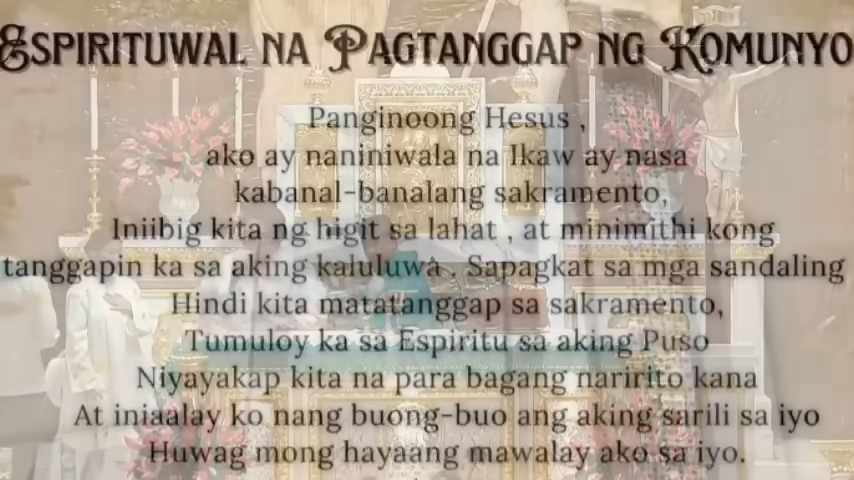 Espirituwal na Pagtanggap ng Komunyo
Panginoong Hesus ,
ako ay naniniwala na Ikaw ay nasa
kabanal-banalang sakramento,
Iniibig kita ng higit sa lahat , at minimithi kong
tanggapin ka sa aking kaluluwa . Sapagkat sa mga sandaling
Hindi kita matatanggap sa sakramento,
Tumuloy ka sa Espiritu sa aking Puso
Niyayakap kita na para bagang naririto kana
At iniaalay ko nang buong-buo ang aking sarili sa iyo
Huwag mong hayaang mawalay ako sa iyo.